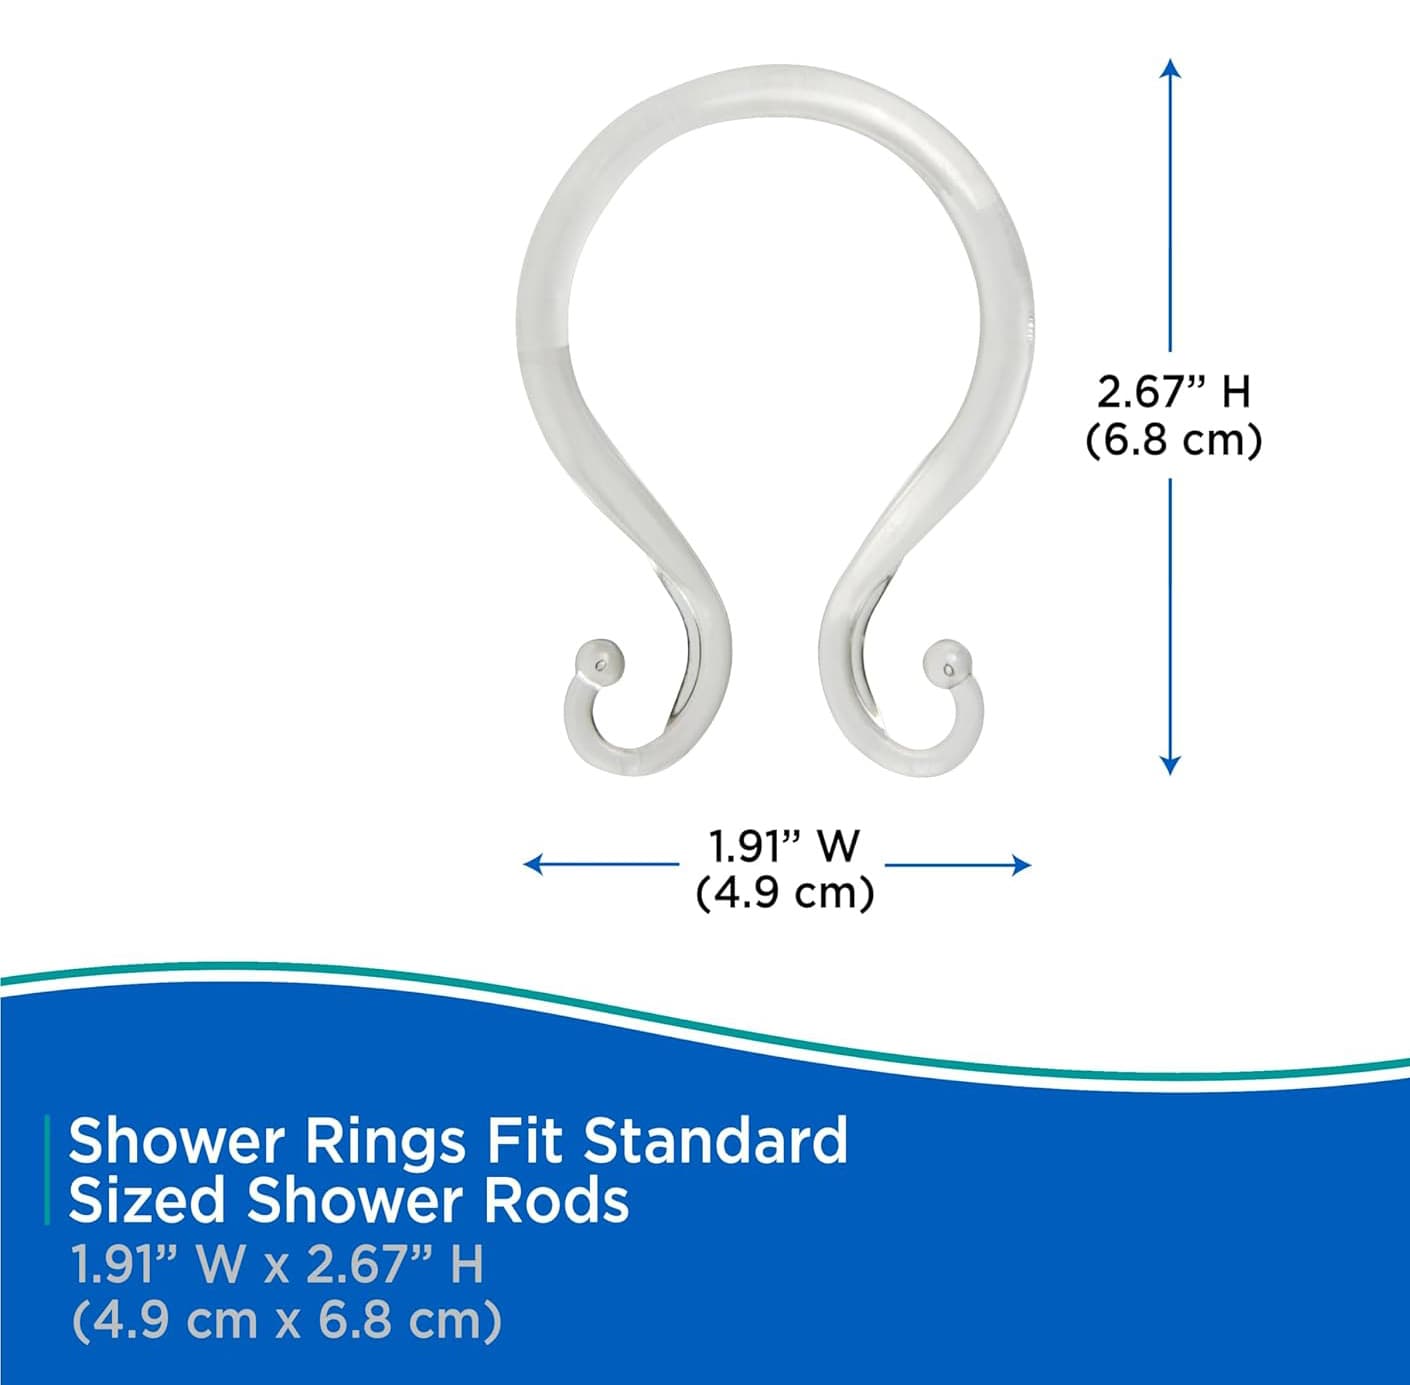 2.67” H
(6.8 cm)
1.91” W
(4.9 cm)
Shower Rings Fit Standard
Sized Shower Rods
1.91” W x 2.67” H
(4.9 cm x 6.8 cm)